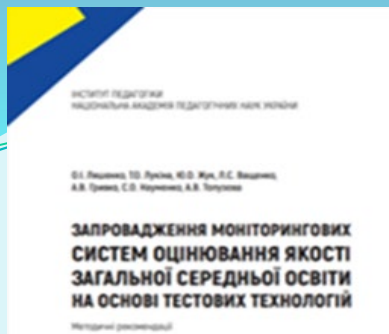 ІНСТИТУТ ПЕДАГОГІКИ
НАЦІОНАЛЬНА АКАДЕМІЯ ПЕДАГОГІЧНИХ НАУК УКРАЇНИ
О.І. Ляшенко, Т.О. Лукіна, Ю.О. Жук, Л.С. Ващенко,
А.В. Гривко, С.О. Науменко, А.В. Топузова
ЗАПРОВАДЖЕННЯ МОНІТОРИНГОВИХ
СИСТЕМ ОЦІНЮВАННЯ ЯКОСТІ
ЗАГАЛЬНОЇ СЕРЕДНЬОЇ ОСВІТИ
НА ОСНОВІ ТЕСТОВИХ ТЕХНОЛОГІЙ
Методичні рекомендації